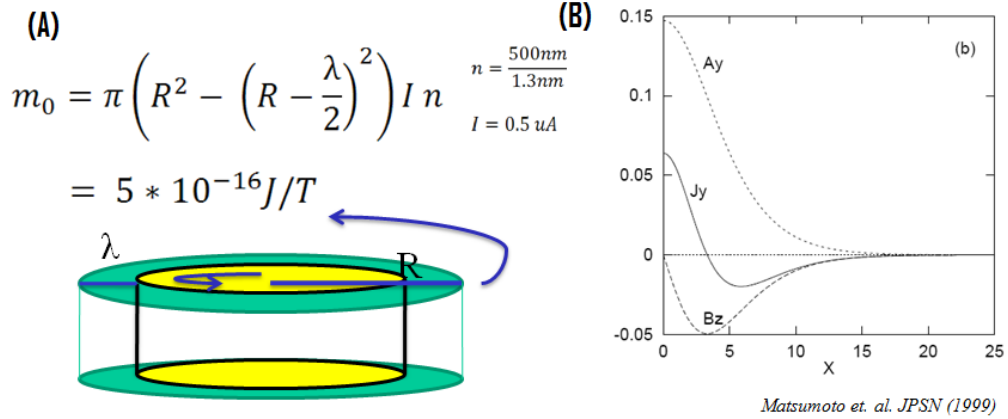 (A)
m₀ = π(R² − (R − λ/2)²) I n
n = 500nm/1.3nm
I = 0.5 uA
= 5 * 10⁻¹⁶ J/T
λ
R
(B)
0.15
0.1
0.05
0
-0.05
(b)
Ay
Jy
Bz
0 5 10 15 20 25
X
Matsumoto et. al. JPSN (1999)